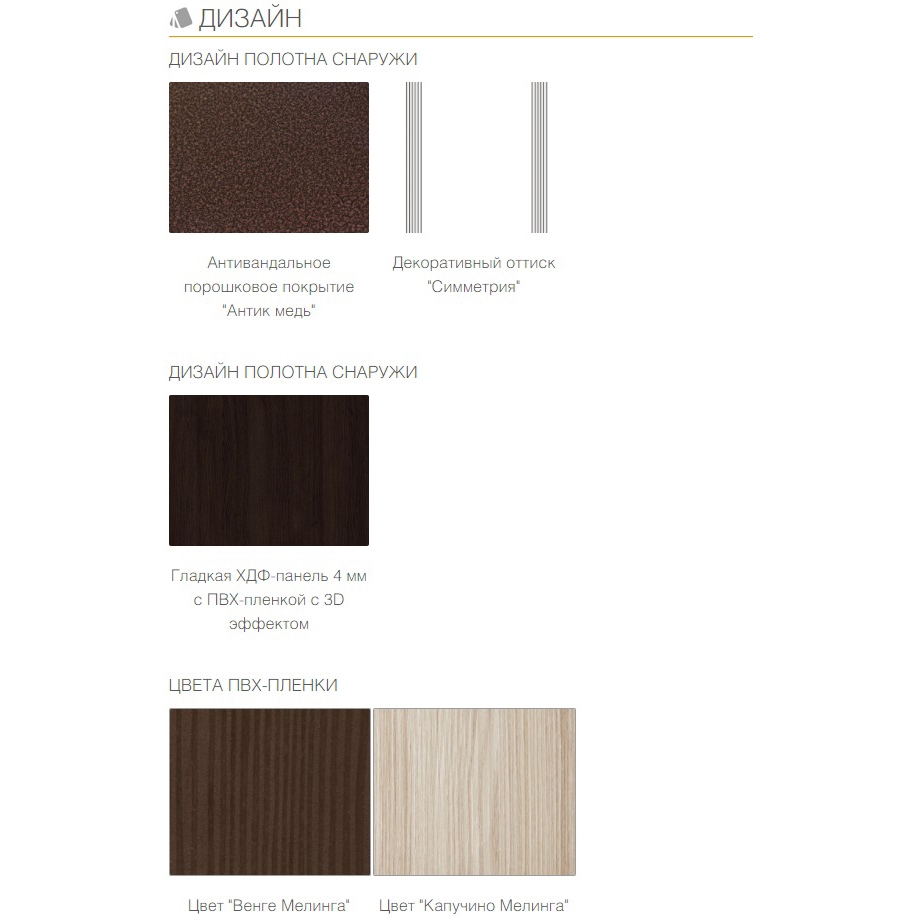 ДИЗАЙН
ДИЗАЙН ПОЛОТНА СНАРУЖИ
Антивандальное
порошковое покрытие
"Антик медь"
Декоративный оттиск
"Симметрия"
ДИЗАЙН ПОЛОТНА СНАРУЖИ
Гладкая ХДФ-панель 4 мм
с ПВХ-пленкой с 3D
эффектом
ЦВЕТА ПВХ-ПЛЕНКИ
Цвет "Венге Мелинга"
Цвет "Капучино Мелинга"